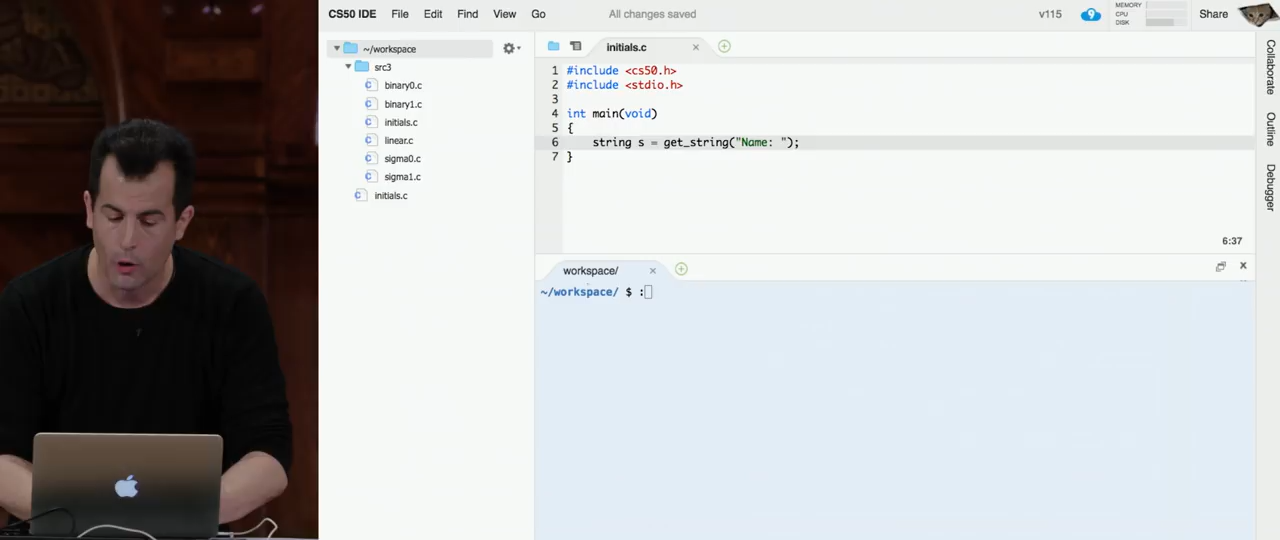 CS50 IDE File Edit Find View Go All changes saved v115 9 MEMORY CPU DISK Share
~/workspace
src3
binary0.c
binary1.c
initials.c
linear.c
sigma0.c
sigma1.c
initials.c
initials.c
1 #include <cs50.h>
2 #include <stdio.h>
3
4 int main(void)
5 {
6 string s = get_string("Name: ");
7 }
6:37
workspace/
~/workspace/ $ :
Collaborate
Outline
Debugger